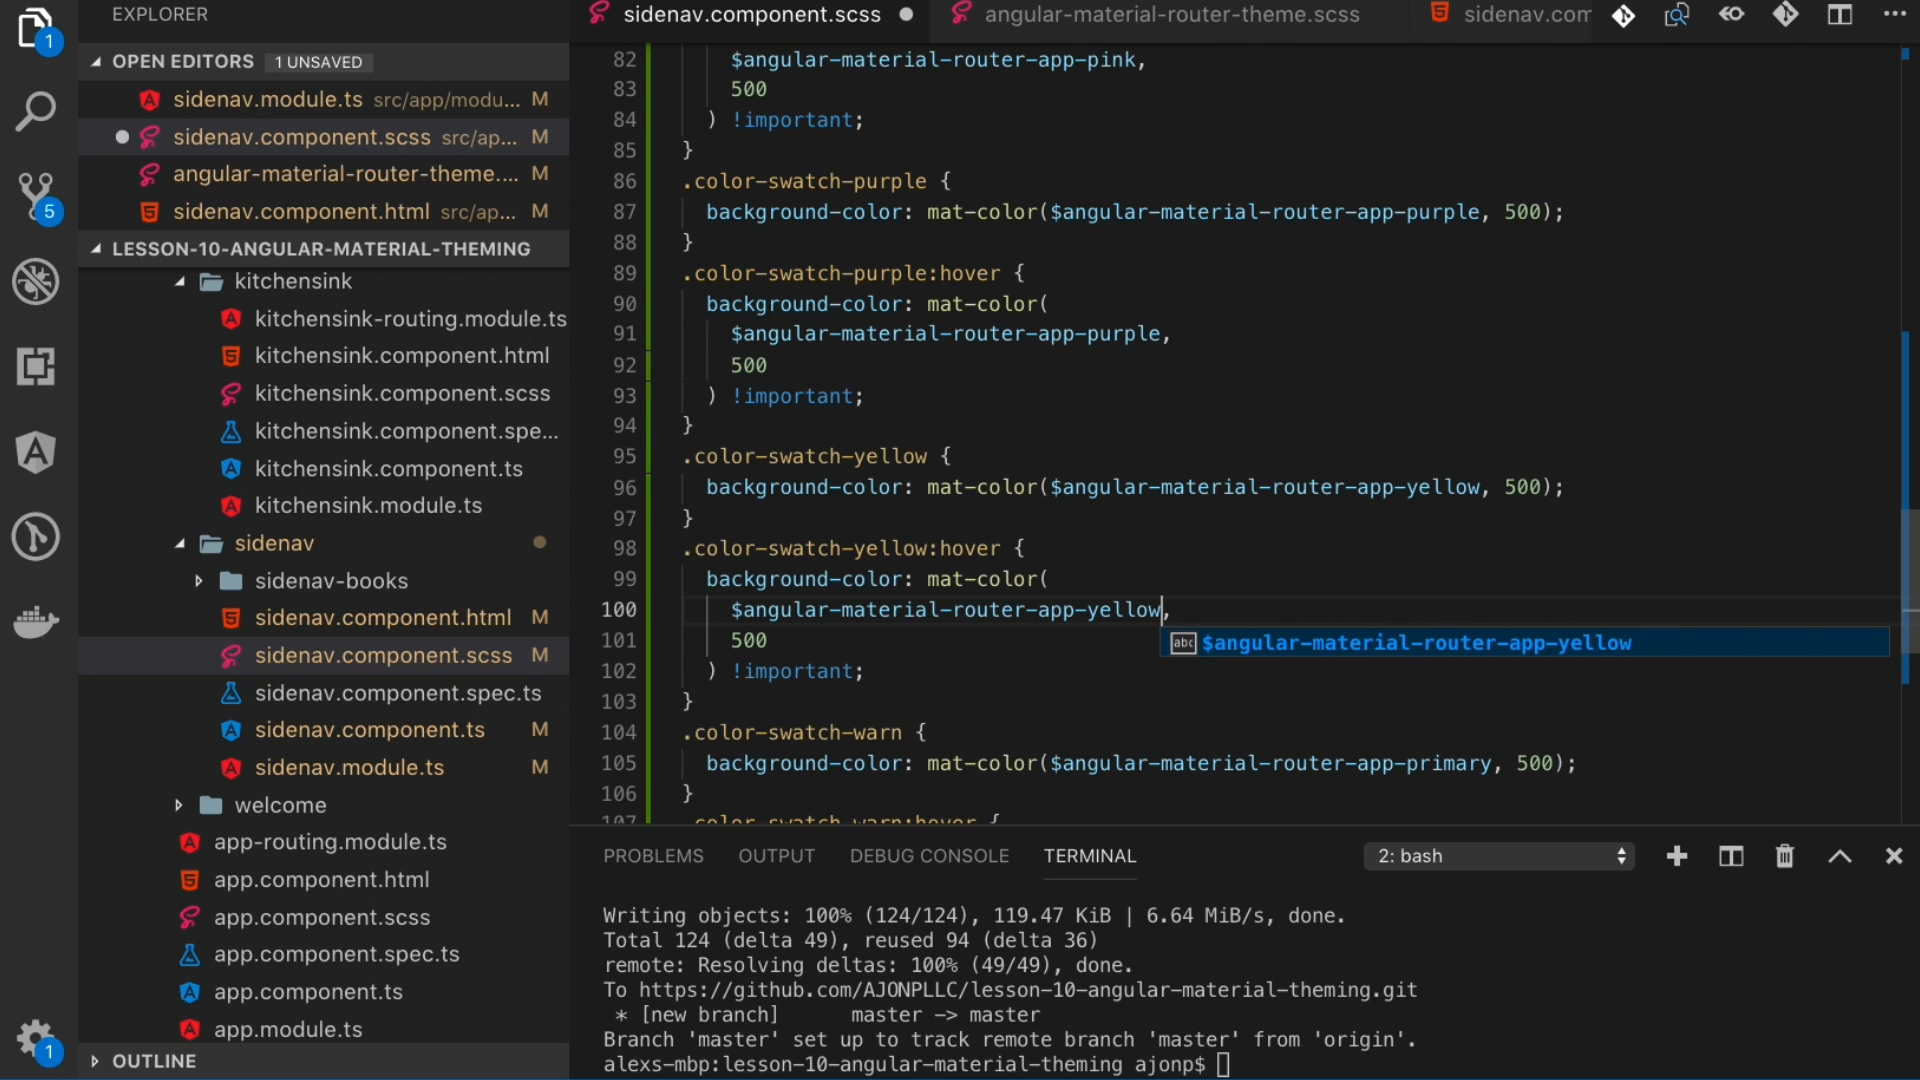 EXPLORER
1
OPEN EDITORS 1 UNSAVED
sidenav.module.ts src/app/modu... M
sidenav.component.scss src/ap... M
angular-material-router-theme.... M
sidenav.component.html src/ap... M
5
LESSON-10-ANGULAR-MATERIAL-THEMING
kitchensink
kitchensink-routing.module.ts
kitchensink.component.html
kitchensink.component.scss
kitchensink.component.spe...
kitchensink.component.ts
kitchensink.module.ts
sidenav
sidenav-books
sidenav.component.html M
sidenav.component.scss M
sidenav.component.spec.ts
sidenav.component.ts M
sidenav.module.ts M
welcome
app-routing.module.ts
app.component.html
app.component.scss
app.component.spec.ts
app.component.ts
app.module.ts
1
OUTLINE
sidenav.component.scss angular-material-router-theme.scss sidenav.com
82 $angular-material-router-app-pink,
83 500
84 ) !important;
85 }
86 .color-swatch-purple {
87 background-color: mat-color($angular-material-router-app-purple, 500);
88 }
89 .color-swatch-purple:hover {
90 background-color: mat-color(
91 $angular-material-router-app-purple,
92 500
93 ) !important;
94 }
95 .color-swatch-yellow {
96 background-color: mat-color($angular-material-router-app-yellow, 500);
97 }
98 .color-swatch-yellow:hover {
99 background-color: mat-color(
100 $angular-material-router-app-yellow,
101 500
abc $angular-material-router-app-yellow
102 ) !important;
103 }
104 .color-swatch-warn {
105 background-color: mat-color($angular-material-router-app-primary, 500);
106 }
107 .color-swatch-warn:hover {
PROBLEMS OUTPUT DEBUG CONSOLE TERMINAL 2: bash
Writing objects: 100% (124/124), 119.47 KiB | 6.64 MiB/s, done.
Total 124 (delta 49), reused 94 (delta 36)
remote: Resolving deltas: 100% (49/49), done.
To https://github.com/AJONPLLC/lesson-10-angular-material-theming.git
* [new branch] master -> master
Branch 'master' set up to track remote branch 'master' from 'origin'.
alexs-mbp:lesson-10-angular-material-theming ajonp$